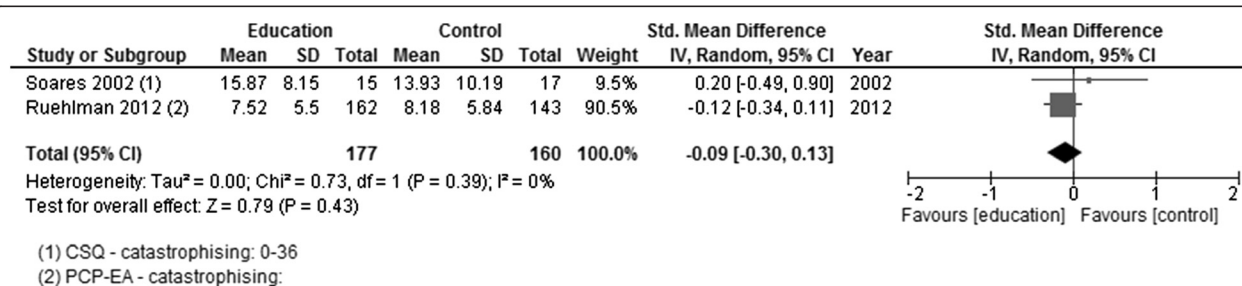 Education Control Std. Mean Difference Std. Mean Difference
Study or Subgroup Mean SD Total Mean SD Total Weight IV, Random, 95% CI Year IV, Random, 95% CI
Soares 2002 (1) 15.87 8.15 15 13.93 10.19 17 9.5% 0.20 [-0.49, 0.90] 2002
Ruehlman 2012 (2) 7.52 5.5 162 8.18 5.84 143 90.5% -0.12 [-0.34, 0.11] 2012
Total (95% CI) 177 160 100.0% -0.09 [-0.30, 0.13]
Heterogeneity: Tau² = 0.00; Chi² = 0.73, df = 1 (P = 0.39); I² = 0%
Test for overall effect: Z = 0.79 (P = 0.43)
-2 -1 0 1 2
Favours [education] Favours [control]
(1) CSQ - catastrophising: 0-36
(2) PCP-EA - catastrophising: